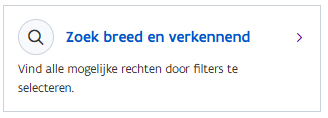 Zoek breed en verkennend
Vind alle mogelijke rechten door filters te
selecteren.